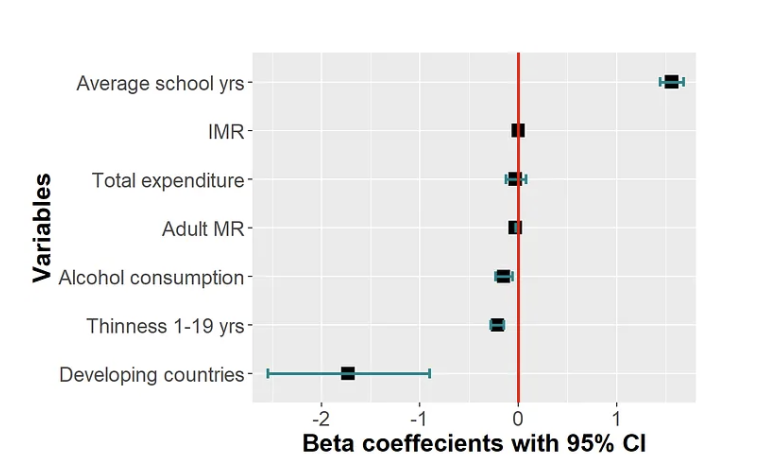 Variables
Average school yrs
IMR
Total expenditure
Adult MR
Alcohol consumption
Thinness 1-19 yrs
Developing countries
-2 -1 0 1
Beta coeffecients with 95% CI